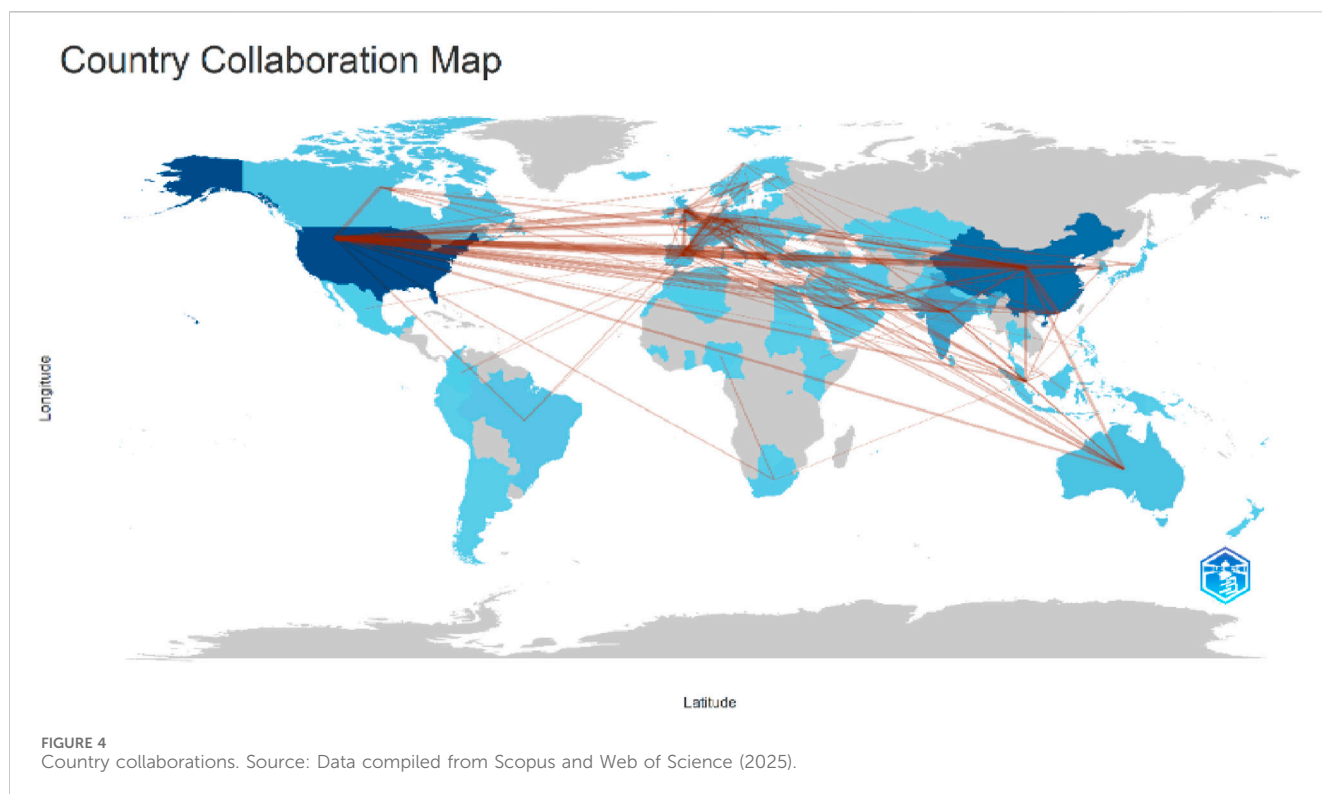 Country Collaboration Map
Longitude
Latitude
FIGURE 4
Country collaborations. Source: Data compiled from Scopus and Web of Science (2025).